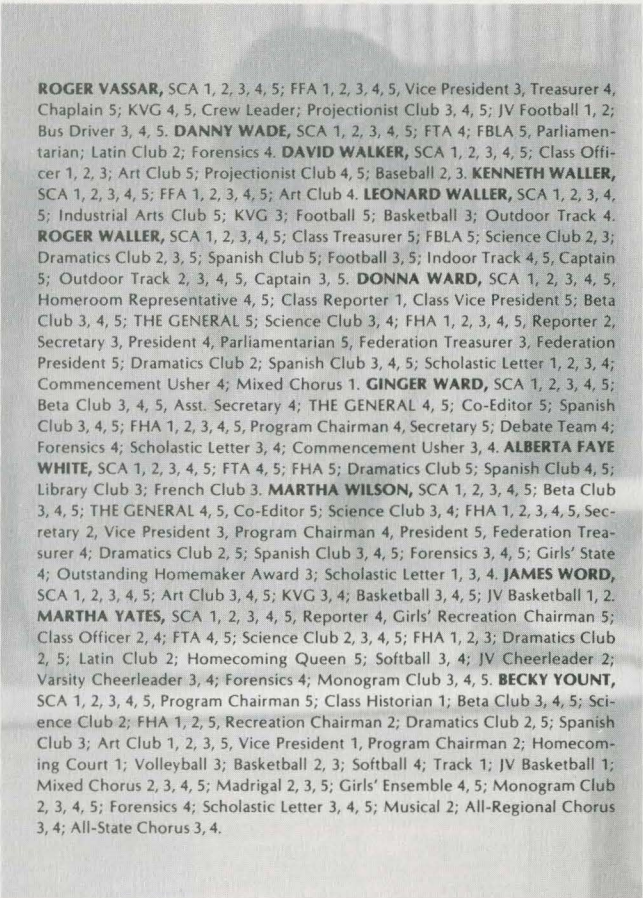 ROGER VASSAR, SCA 1, 2, 3, 4, 5; FFA 1, 2, 3, 4, 5, Vice President 3, Treasurer 4,
Chaplain 5; KVG 4, 5, Crew Leader; Projectionist Club 3, 4, 5; JV Football 1, 2;
Bus Driver 3, 4, 5. DANNY WADE, SCA 1, 2, 3, 4, 5; FTA 4; FBLA 5, Parliamen-
tarian; Latin Club 2; Forensics 4. DAVID WALKER, SCA 1, 2, 3, 4, 5; Class Offi-
cer 1, 2, 3; Art Club 5; Projectionist Club 4, 5; Baseball 2, 3. KENNETH WALLER,
SCA 1, 2, 3, 4, 5; FFA 1, 2, 3, 4, 5; Art Club 4. LEONARD WALLER, SCA 1, 2, 3, 4,
5; Industrial Arts Club 5; KVG 3; Football 5; Basketball 3; Outdoor Track 4.
ROGER WALLER, SCA 1, 2, 3, 4, 5; Class Treasurer 5; FBLA 5; Science Club 2, 3;
Dramatics Club 2, 3, 5; Spanish Club 5; Football 3, 5; Indoor Track 4, 5, Captain
5; Outdoor Track 2, 3, 4, 5, Captain 3, 5. DONNA WARD, SCA 1, 2, 3, 4, 5,
Homeroom Representative 4, 5; Class Reporter 1, Class Vice President 5; Beta
Club 3, 4, 5; THE GENERAL 5; Science Club 3, 4; FHA 1, 2, 3, 4, 5, Reporter 2,
Secretary 3, President 4, Parliamentarian 5, Federation Treasurer 3, Federation
President 5; Dramatics Club 2; Spanish Club 3, 4, 5; Scholastic Letter 1, 2, 3, 4;
Commencement Usher 4; Mixed Chorus 1. GINGER WARD, SCA 1, 2, 3, 4, 5;
Beta Club 3, 4, 5, Asst. Secretary 4; THE GENERAL 4, 5; Co-Editor 5; Spanish
Club 3, 4, 5; FHA 1, 2, 3, 4, 5, Program Chairman 4, Secretary 5; Debate Team 4;
Forensics 4; Scholastic Letter 3, 4; Commencement Usher 3, 4. ALBERTA FAYE
WHITE, SCA 1, 2, 3, 4, 5; FTA 4, 5; FHA 5; Dramatics Club 5; Spanish Club 4, 5;
Library Club 3; French Club 3. MARTHA WILSON, SCA 1, 2, 3, 4, 5; Beta Club
3, 4, 5; THE GENERAL 4, 5, Co-Editor 5; Science Club 3, 4; FHA 1, 2, 3, 4, 5, Sec-
retary 2, Vice President 3, Program Chairman 4, President 5, Federation Trea-
surer 4; Dramatics Club 2, 5; Spanish Club 3, 4, 5; Forensics 3, 4, 5; Girls' State
4; Outstanding Homemaker Award 3; Scholastic Letter 1, 3, 4. JAMES WORD,
SCA 1, 2, 3, 4, 5; Art Club 3, 4, 5; KVG 3, 4; Basketball 3, 4, 5; JV Basketball 1, 2.
MARTHA YATES, SCA 1, 2, 3, 4, 5, Reporter 4, Girls' Recreation Chairman 5;
Class Officer 2, 4; FTA 4, 5; Science Club 2, 3, 4, 5; FHA 1, 2, 3; Dramatics Club
2, 5; Latin Club 2; Homecoming Queen 5; Softball 3, 4; JV Cheerleader 2;
Varsity Cheerleader 3, 4; Forensics 4; Monogram Club 3, 4, 5. BECKY YOUNT,
SCA 1, 2, 3, 4, 5, Program Chairman 5; Class Historian 1; Beta Club 3, 4, 5; Sci-
ence Club 2; FHA 1, 2, 5, Recreation Chairman 2; Dramatics Club 2, 5; Spanish
Club 3; Art Club 1, 2, 3, 5, Vice President 1, Program Chairman 2; Homecom-
ing Court 1; Volleyball 3; Basketball 2, 3; Softball 4; Track 1; JV Basketball 1;
Mixed Chorus 2, 3, 4, 5; Madrigal 2, 3, 5; Girls' Ensemble 4, 5; Monogram Club
2, 3, 4, 5; Forensics 4; Scholastic Letter 3, 4, 5; Musical 2; All-Regional Chorus
3, 4; All-State Chorus 3, 4.